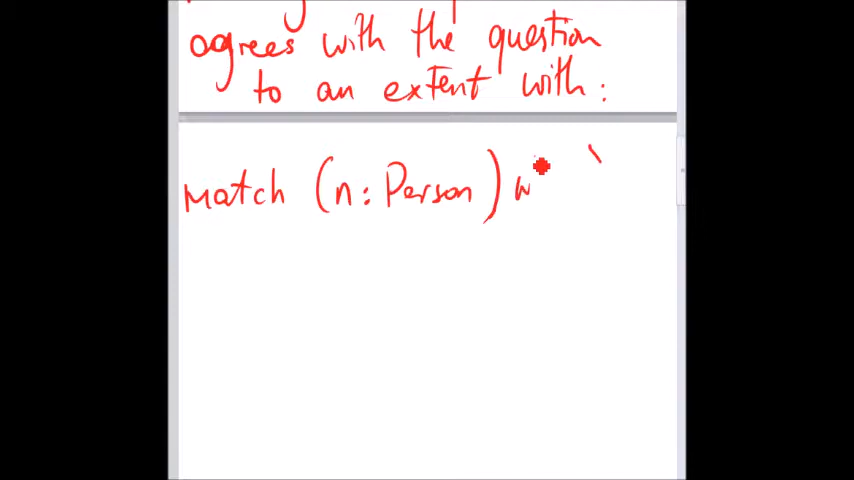 agrees with the question
to an extent with:
Match (n: Person) w